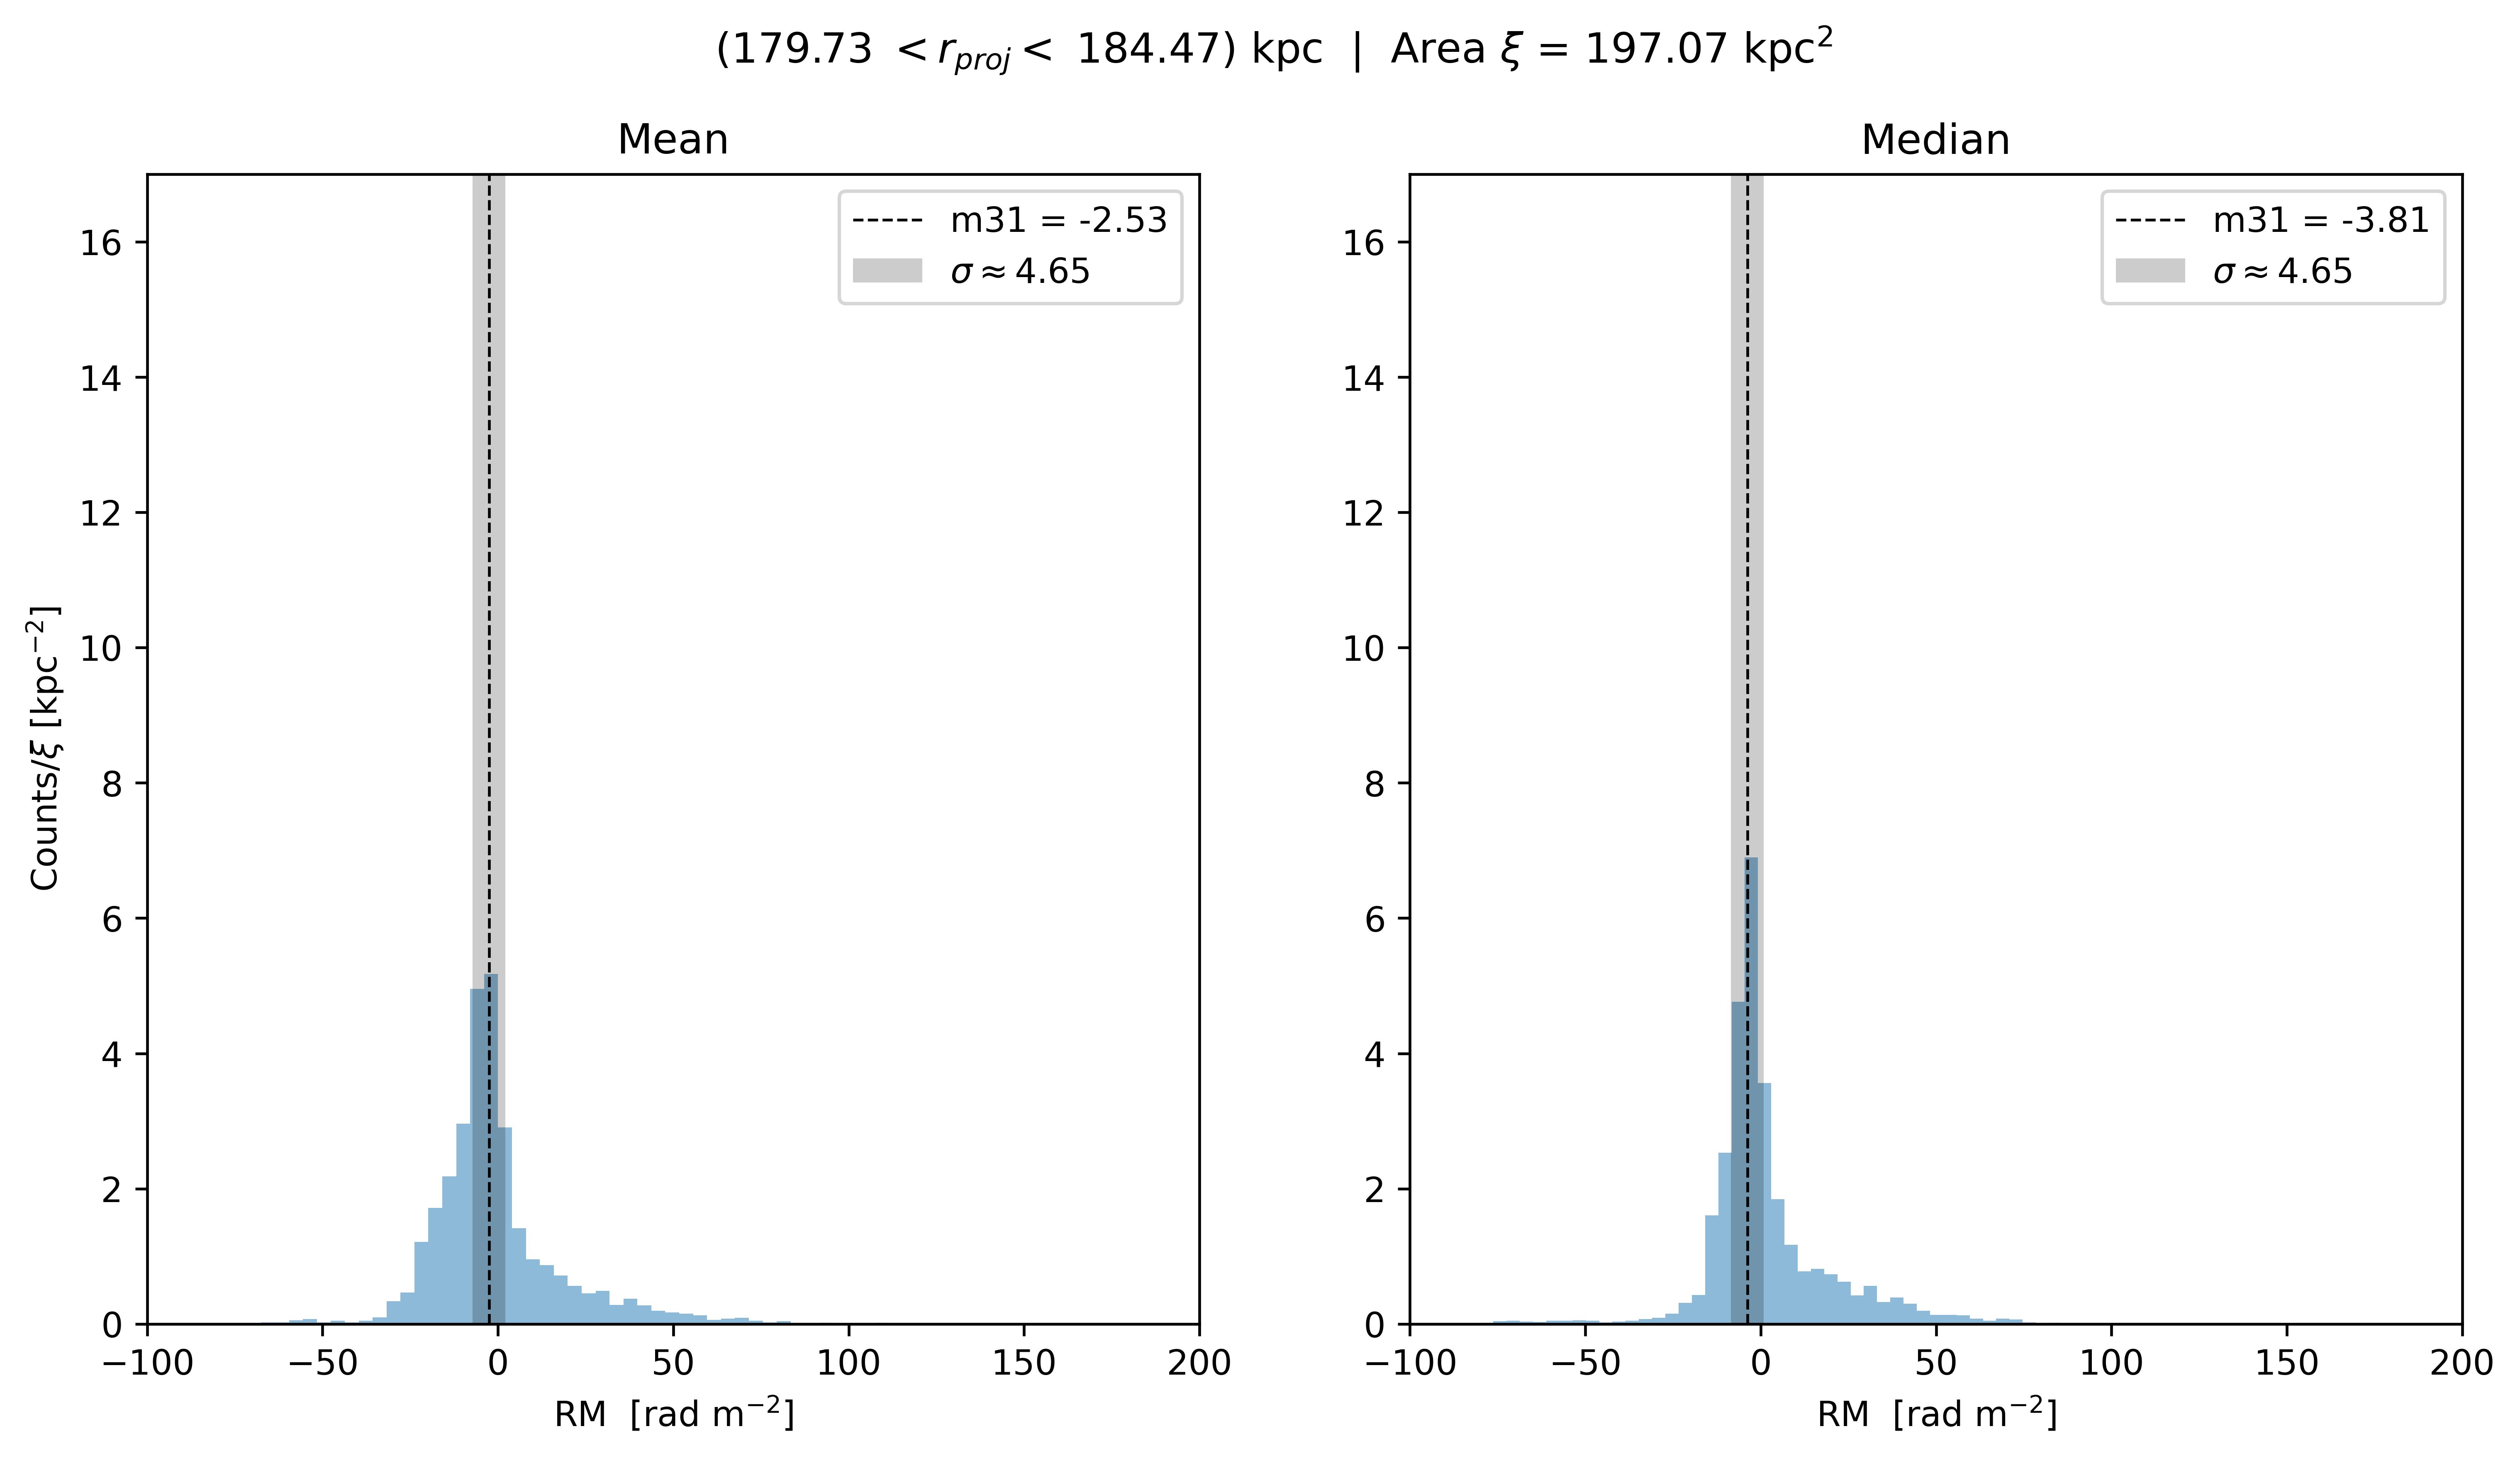 (179.73 < r_proj < 184.47) kpc | Area ξ = 197.07 kpc²
Mean
m31 = -2.53
σ ≈ 4.65
16
14
12
10
8
6
4
2
0
Counts/ξ [kpc⁻²]
−100 −50 0 50 100 150 200
RM [rad m⁻²]
Median
m31 = -3.81
σ ≈ 4.65
16
14
12
10
8
6
4
2
0
−100 −50 0 50 100 150 200
RM [rad m⁻²]